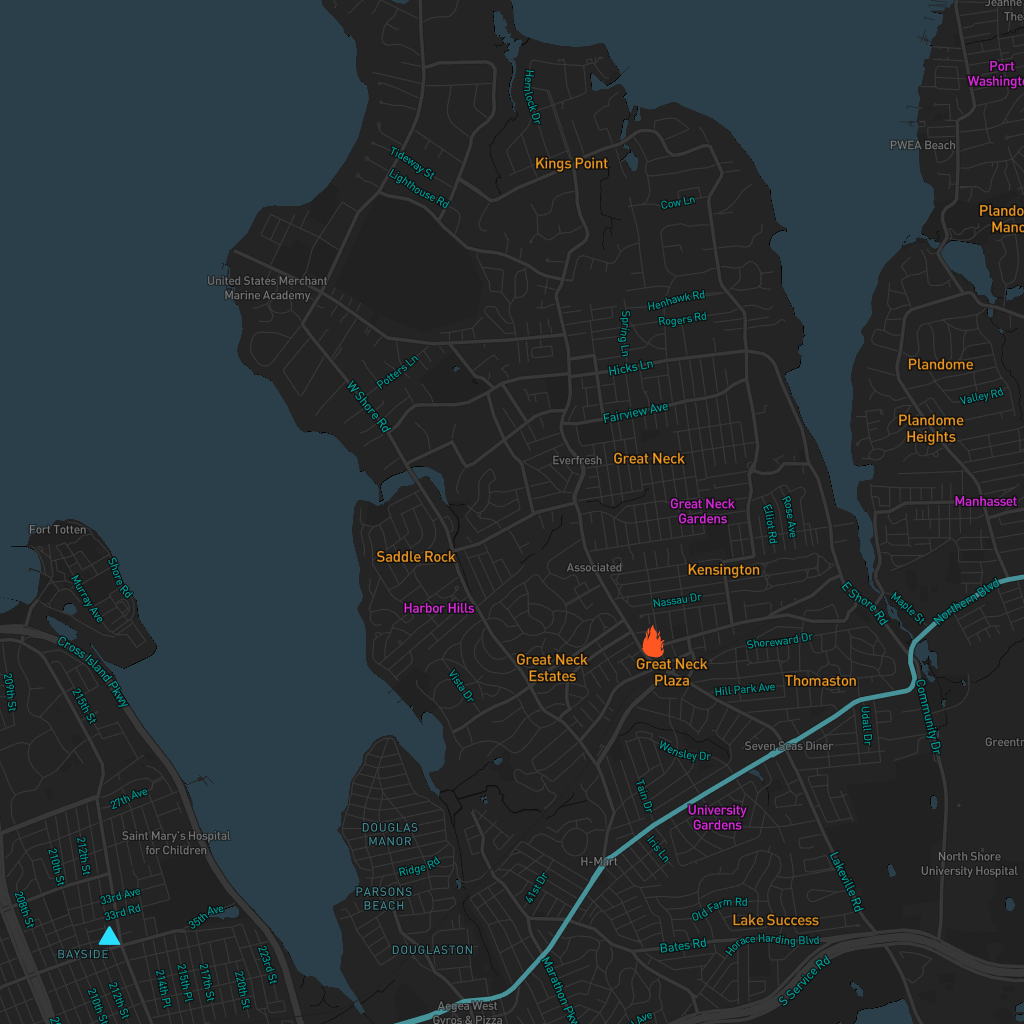 Jeanne
Port
Washingto
Hemlock Dr
PWEA Beach
Tideway St
Kings Point
Lighthouse Rd
Cow Ln
Plando
Mano
United States Merchant
Marine Academy
Henhawk Rd
Spring Ln
Rogers Rd
Hicks Ln
Potters Ln
Plandome
W Shore Rd
Valley Rd
Fairview Ave
Plandome
Heights
Everfresh
Great Neck
Great Neck
Gardens
Manhasset
Elliot Rd
Rose Ave
Fort Totten
Shore Rd
Murray Ave
Saddle Rock
Associated
Kensington
Harbor Hills
Nassau Dr
E Shore Rd
Maple St
Northern Blvd
Shoreward Dr
Cross Island Pkwy
Great Neck
Estates
Great Neck
Plaza
Thomaston
Hill Park Ave
209th St
215th St
Vista Dr
Community Dr
Udall Dr
Wensley Dr
Seven Seas Diner
Greentr
27th Ave
Tain Dr
University
Gardens
Saint Mary's Hospital
for Children
DOUGLAS
MANOR
212th St
210th St
Iris Ln
H-Mart
Ridge Rd
North Shore
University Hospital
41st Dr
Lakeville Rd
PARSONS
BEACH
208th St
33rd Ave
33rd Rd
35th Ave
Old Farm Rd
Lake Success
Bates Rd
Horace Harding Blvd
BAYSIDE
DOUGLASTON
223rd St
214th Pl
215th Pl
217th St
220th St
210th St
212th St
Marathon Pkwy
S Service Rd
Aegea West
Gyros & Pizza